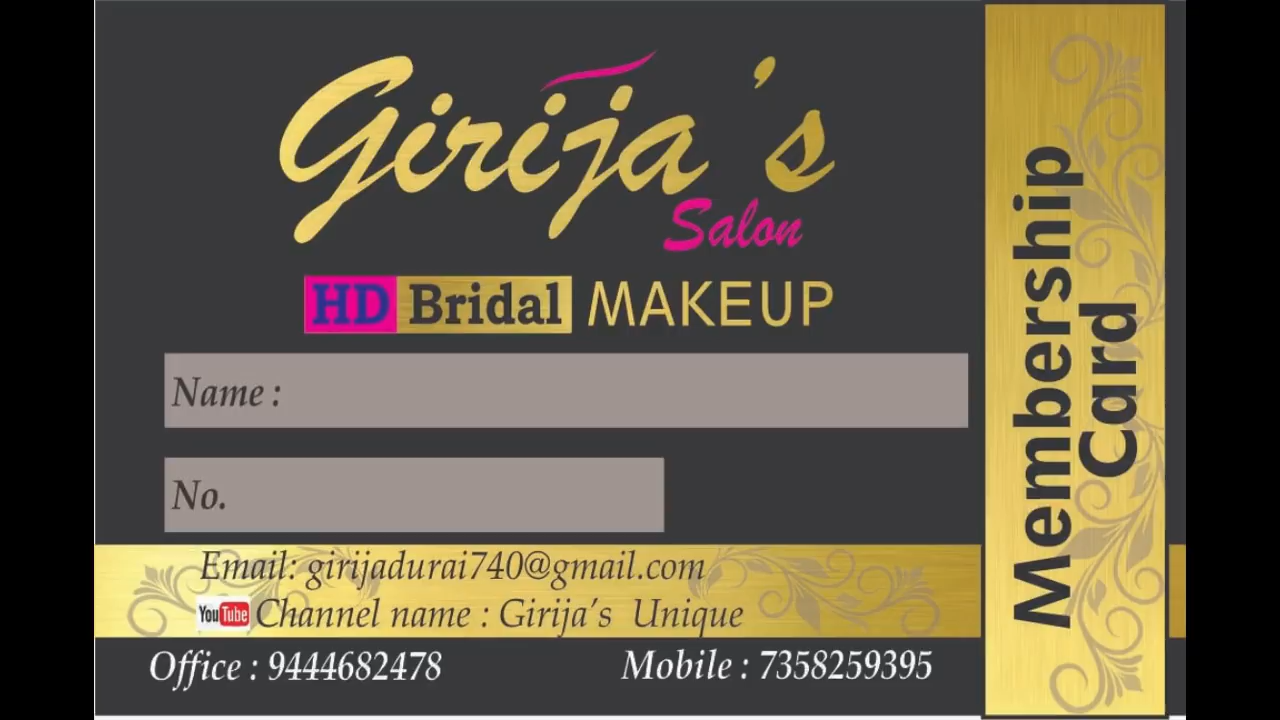 Girija's
Salon
HD Bridal MAKEUP
Name :
No.
Email: girijadurai740@gmail.com
YouTube Channel name : Girija's Unique
Office : 9444682478 Mobile : 7358259395
Membership
Card